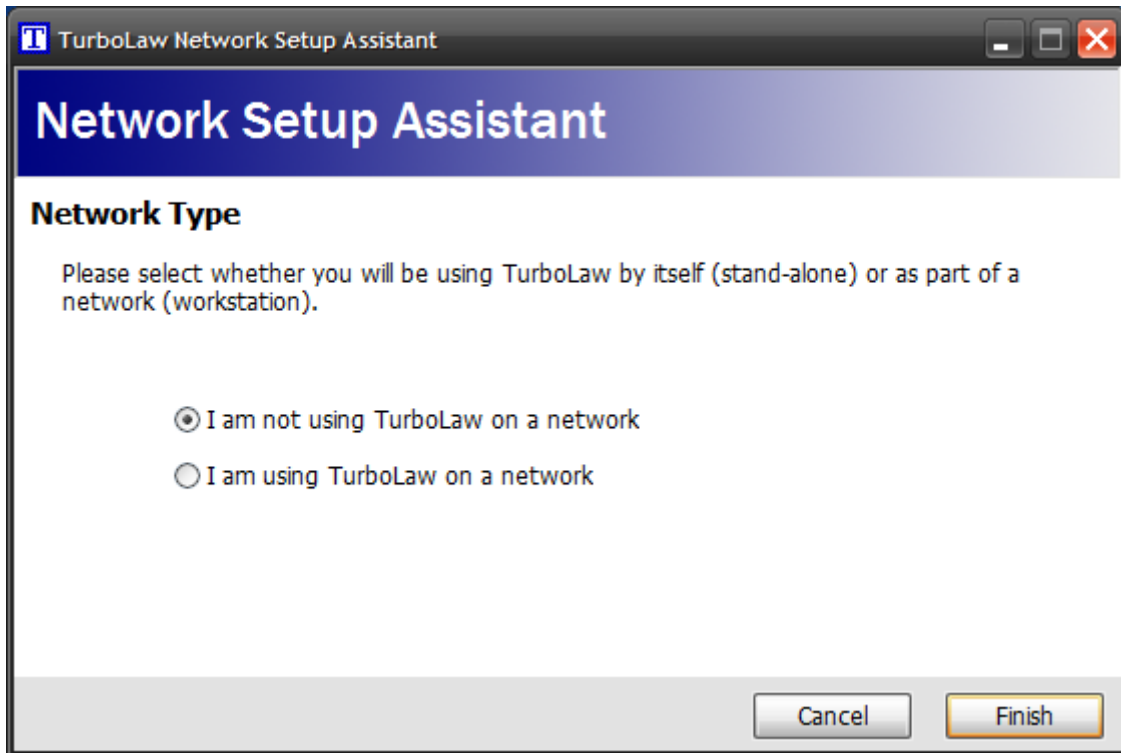 T TurboLaw Network Setup Assistant
Network Setup Assistant
Network Type
Please select whether you will be using TurboLaw by itself (stand-alone) or as part of a
network (workstation).
I am not using TurboLaw on a network
I am using TurboLaw on a network
Cancel Finish